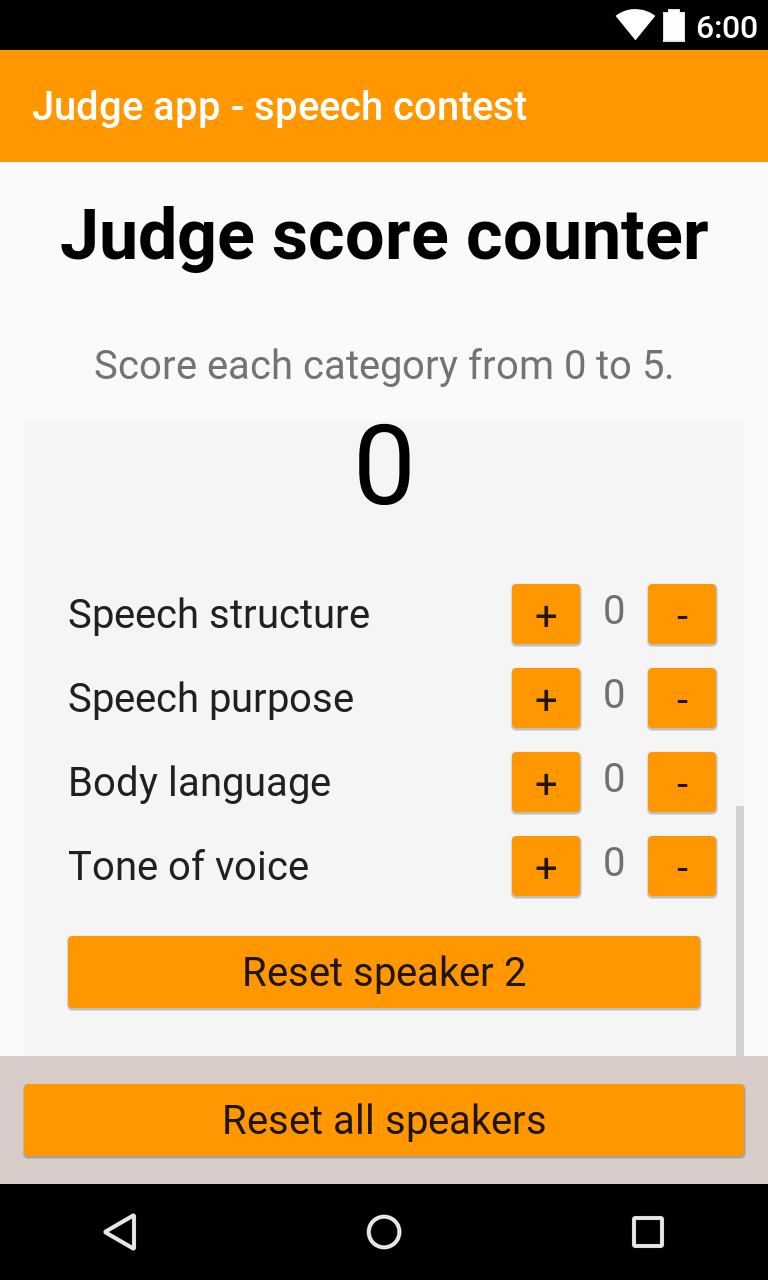 6:00
Judge app - speech contest
Judge score counter
Score each category from 0 to 5.
0
Speech structure + 0 -
Speech purpose + 0 -
Body language + 0 -
Tone of voice + 0 -
Reset speaker 2
Reset all speakers